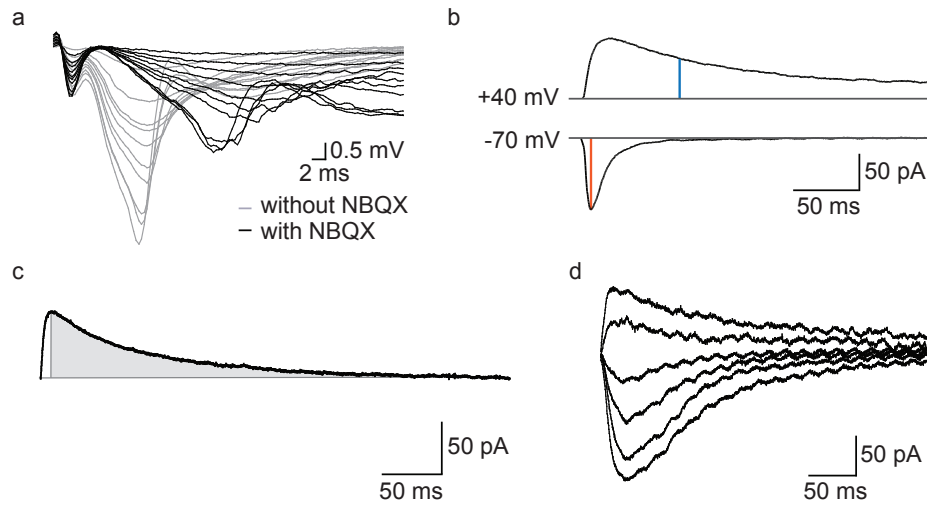 a
0.5 mV
2 ms
without NBQX
with NBQX
b
+40 mV
-70 mV
50 pA
50 ms
c
50 pA
50 ms
d
50 pA
50 ms